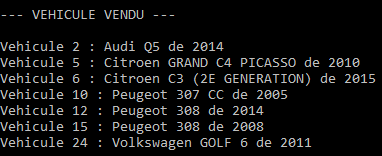 --- VEHICULE VENDU ---
Vehicule 2 : Audi Q5 de 2014
Vehicule 5 : Citroen GRAND C4 PICASSO de 2010
Vehicule 6 : Citroen C3 (2E GENERATION) de 2015
Vehicule 10 : Peugeot 307 CC de 2005
Vehicule 12 : Peugeot 308 de 2014
Vehicule 15 : Peugeot 308 de 2008
Vehicule 24 : Volkswagen GOLF 6 de 2011